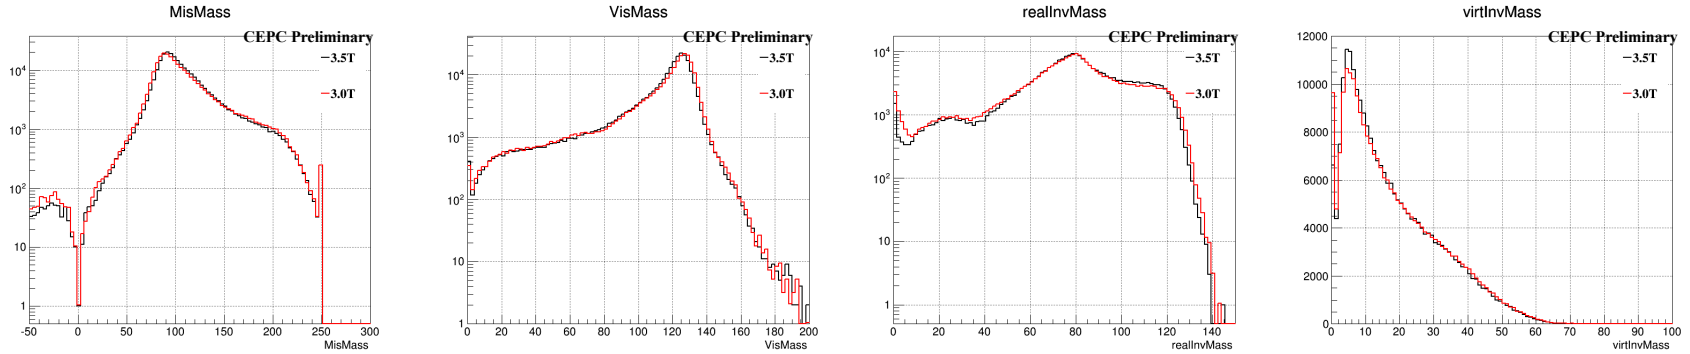 MisMass
CEPC Preliminary
3.5T
3.0T
10⁴
10³
10²
10
1
-50 0 50 100 150 200 250 300
MisMass
VisMass
CEPC Preliminary
3.5T
3.0T
10⁴
10³
10²
10
1
0 20 40 60 80 100 120 140 160 180 200
VisMass
realInvMass
CEPC Preliminary
3.5T
3.0T
10⁴
10³
10²
10
1
0 20 40 60 80 100 120 140
realInvMass
virtInvMass
CEPC Preliminary
3.5T
3.0T
12000
10000
8000
6000
4000
2000
0
0 10 20 30 40 50 60 70 80 90 100
virtInvMass